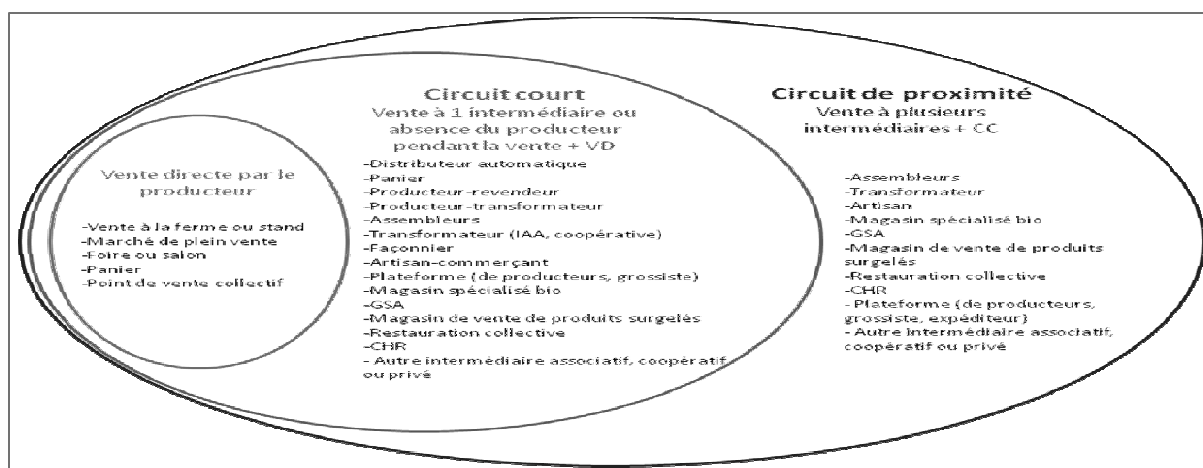 Vente directe par le
producteur
-Vente à la ferme ou stand
-Marché de plein vente
-Foire ou salon
-Panier
-Point de vente collectif
Circuit court
Vente à 1 intermédiaire ou
absence du producteur
pendant la vente + VD
-Distributeur automatique
-Panier
-Producteur-revendeur
-Producteur-transformateur
-Assembleurs
-Transformateur (IAA, coopérative)
-Façonnier
-Artisan-commerçant
-Plateforme (de producteurs, grossiste)
-Magasin spécialisé bio
-GSA
-Magasin de vente de produits surgelés
-Restauration collective
-CHR
- Autre intermédiaire associatif, coopératif
ou privé
Circuit de proximité
Vente à plusieurs
intermédiaires + CC
-Assembleurs
-Transformateur
-Artisan
-Magasin spécialisé bio
-GSA
-Magasin de vente de produits
surgelés
-Restauration collective
-CHR
- Plateforme (de producteurs,
grossiste, expéditeur)
- Autre intermédiaire associatif,
coopératif ou privé